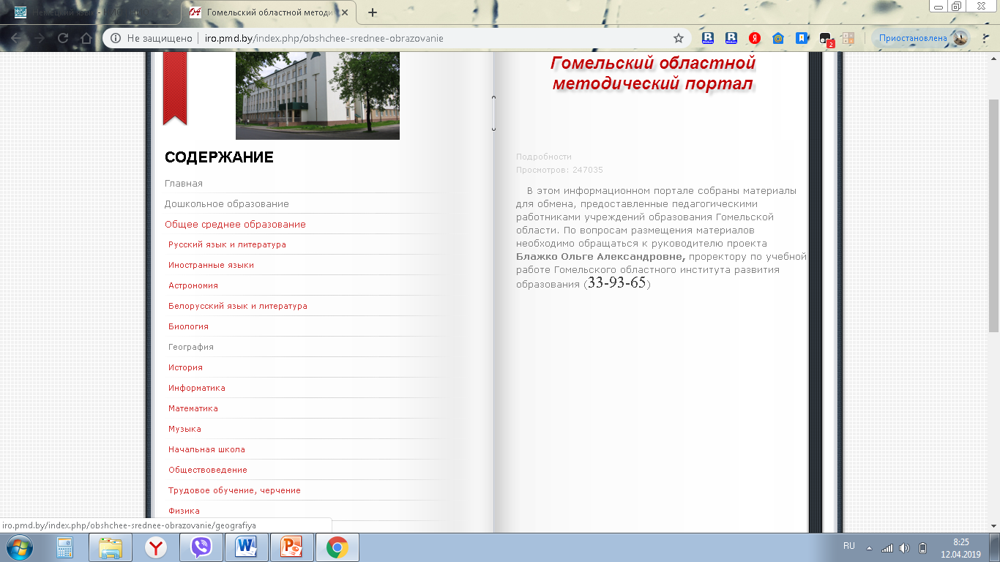 Немецкий язык -
Гомельский областной методи
Не защищено
iro.pmd.by/index.php/obshchee-srednee-obrazovanie
2
Приостановлена
Гомельский областной
методический портал
СОДЕРЖАНИЕ
Главная
Дошкольное образование
Общее среднее образование
Русский язык и литература
Иностранные языки
Астрономия
Белорусский язык и литература
Биология
География
История
Информатика
Математика
Музыка
Начальная школа
Обществоведение
Трудовое обучение, черчение
Физика
Подробности
Просмотров: 247035
В этом информационном портале собраны материалы
для обмена, предоставленные педагогическими
работниками учреждений образования Гомельской
области. По вопросам размещения материалов
необходимо обращаться к руководителю проекта
Блажко Ольге Александровне, проректору по учебной
работе Гомельского областного института развития
образования (33-93-65)
iro.pmd.by/index.php/obshchee-srednee-obrazovanie/geografiya
RU
8:25
12.04.2019